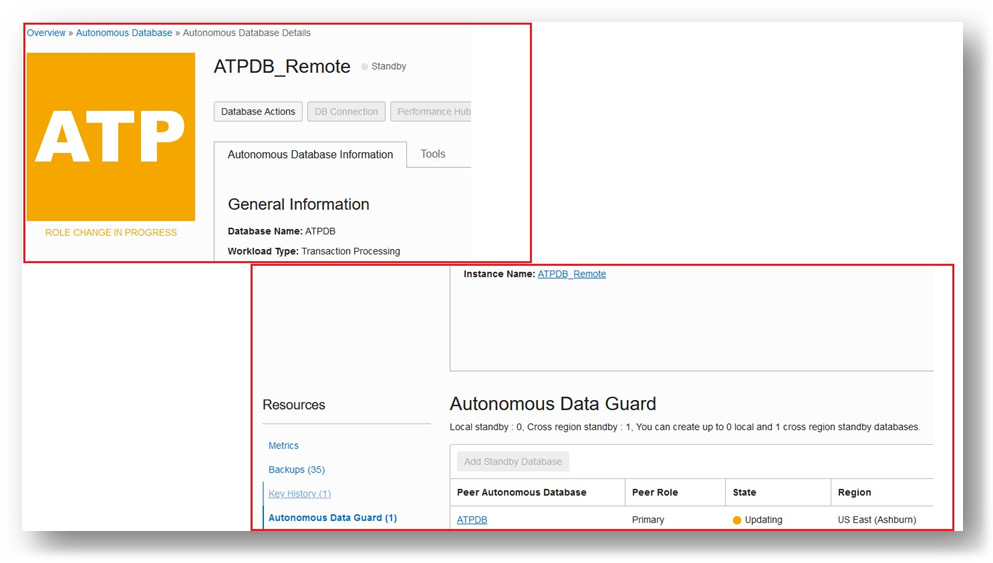 Overview » Autonomous Database » Autonomous Database Details
ATP
ATPDB_Remote Standby
Database Actions DB Connection Performance Hub
Autonomous Database Information Tools
General Information
Database Name: ATPDB
ROLE CHANGE IN PROGRESS
Workload Type: Transaction Processing
Instance Name: ATPDB_Remote
Resources
Metrics
Backups (35)
Key History (1)
Autonomous Data Guard (1)
Autonomous Data Guard
Local standby : 0, Cross region standby : 1, You can create up to 0 local and 1 cross region standby databases.
Add Standby Database
Peer Autonomous Database Peer Role State Region
ATPDB Primary Updating US East (Ashburn)